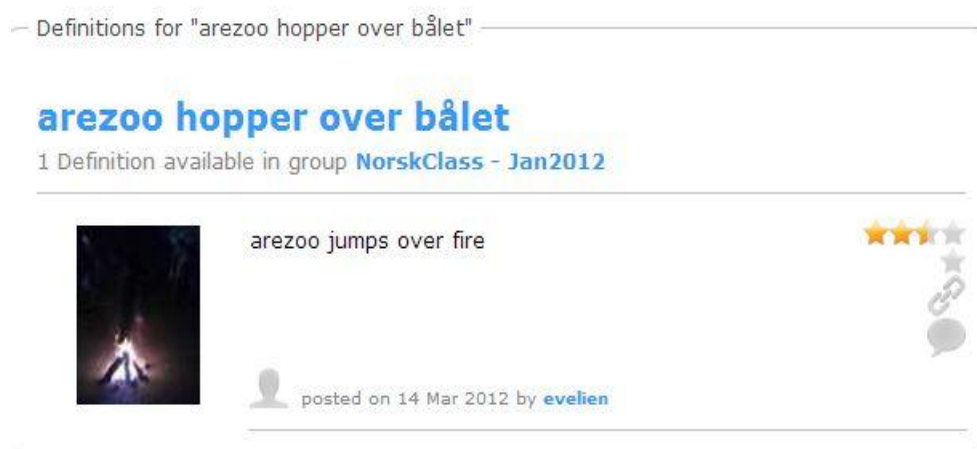 Definitions for "arezoo hopper over bålet"
arezoo hopper over bålet
1 Definition available in group NorskClass - Jan2012
arezoo jumps over fire
posted on 14 Mar 2012 by evelien